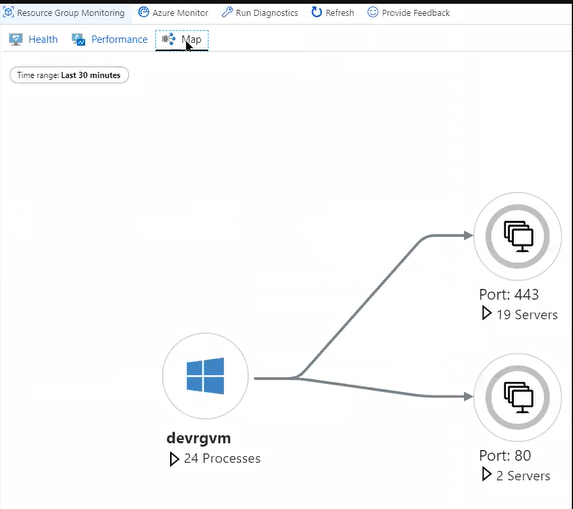 Resource Group Monitoring Azure Monitor Run Diagnostics Refresh Provide Feedback
Health Performance Map
Time range: Last 30 minutes
Port: 443
19 Servers
devrgvm
24 Processes
Port: 80
2 Servers